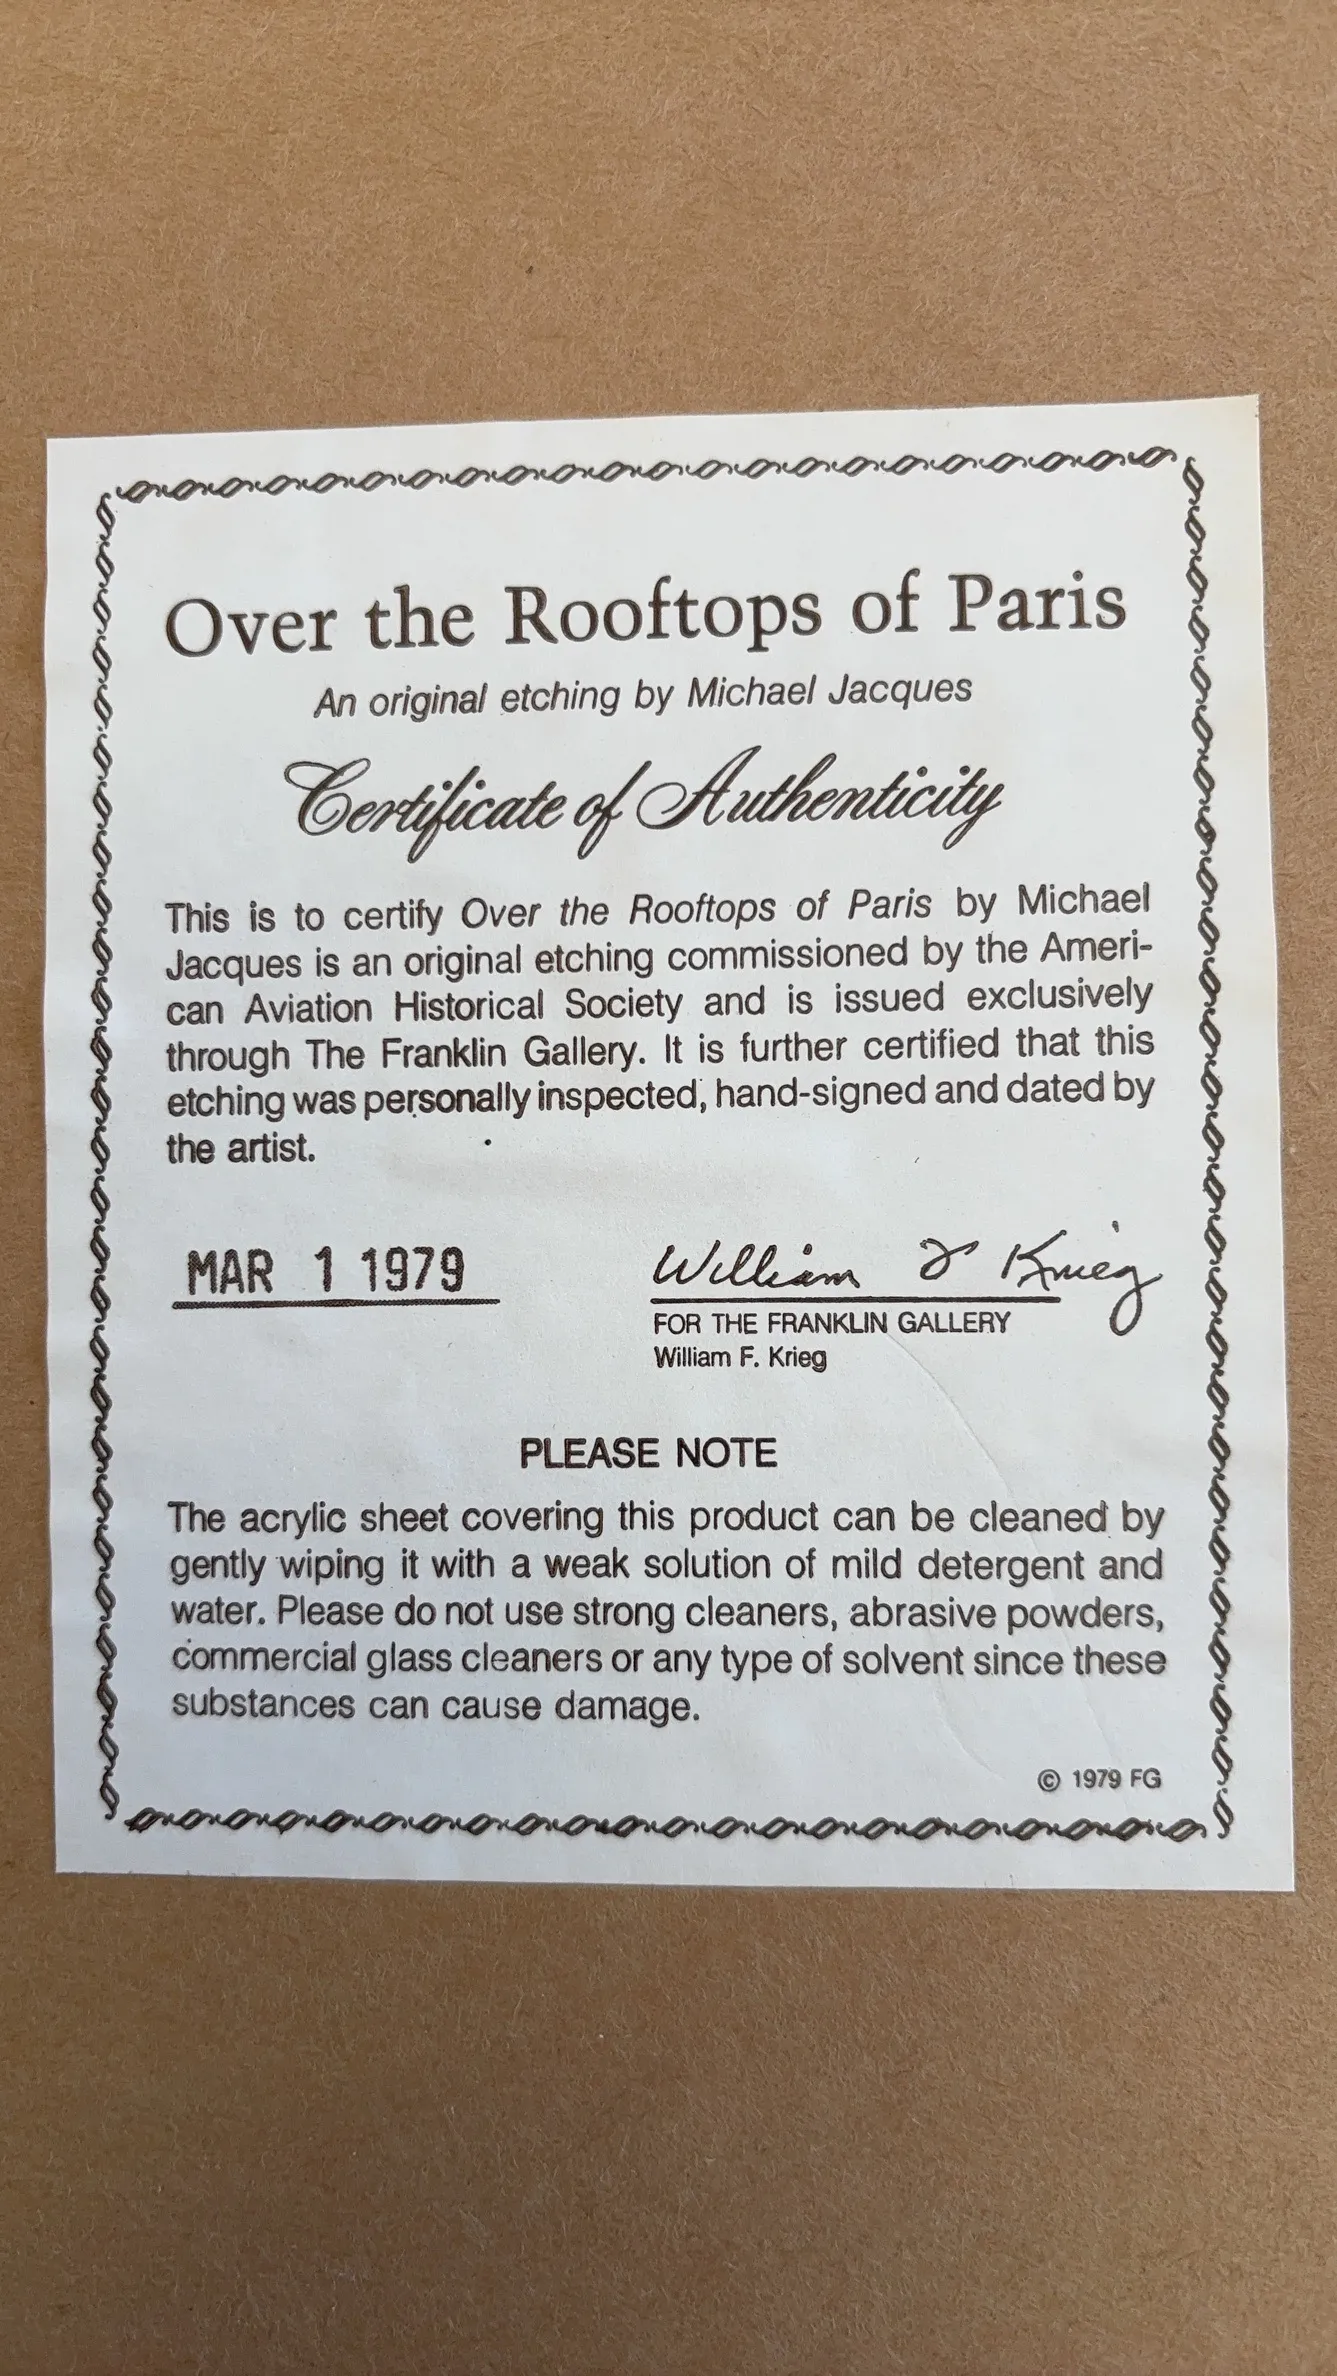 Over the Rooftops of Paris
An original etching by Michael Jacques
Certificate of Authenticity
This is to certify Over the Rooftops of Paris by Michael
Jacques is an original etching commissioned by the Ameri-
can Aviation Historical Society and is issued exclusively
through The Franklin Gallery. It is further certified that this
etching was personally inspected, hand-signed and dated by
the artist.
MAR 1 1979
William F Krieg
FOR THE FRANKLIN GALLERY
William F. Krieg
PLEASE NOTE
The acrylic sheet covering this product can be cleaned by
gently wiping it with a weak solution of mild detergent and
water. Please do not use strong cleaners, abrasive powders,
commercial glass cleaners or any type of solvent since these
substances can cause damage.
© 1979 FG